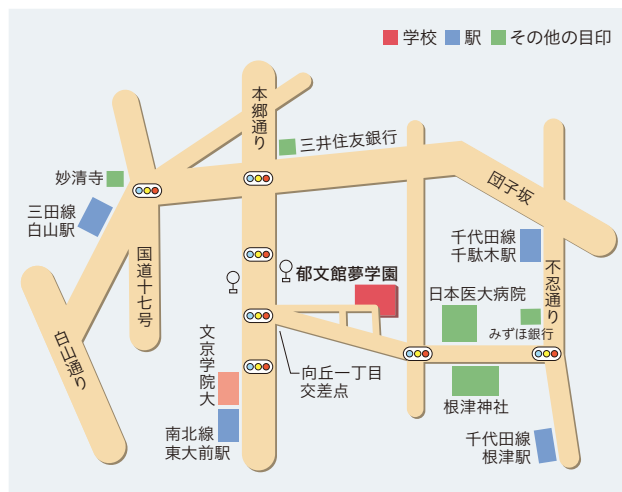 学校
駅
その他の目印
本郷通り
三井住友銀行
妙清寺
団子坂
三田線
白山駅
千代田線
千駄木駅
国道十七号
郁文館夢学園
不忍通り
日本医大病院
みずほ銀行
白山通り
文京学院大
向丘一丁目
交差点
根津神社
南北線
東大前駅
千代田線
根津駅